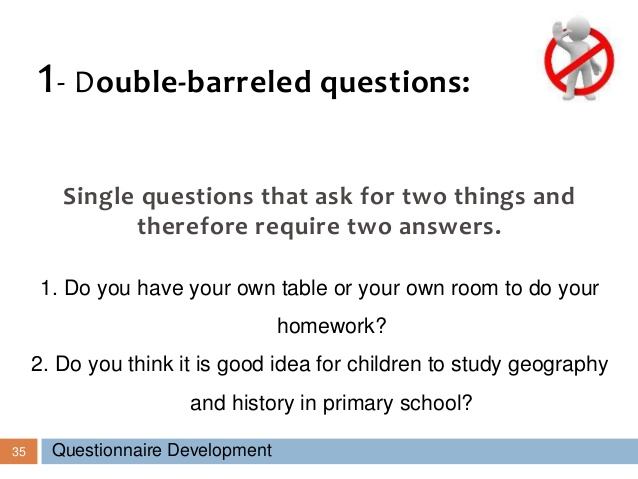 1- Double-barreled questions:
Single questions that ask for two things and
therefore require two answers.
1. Do you have your own table or your own room to do your
homework?
2. Do you think it is good idea for children to study geography
and history in primary school?
35 Questionnaire Development